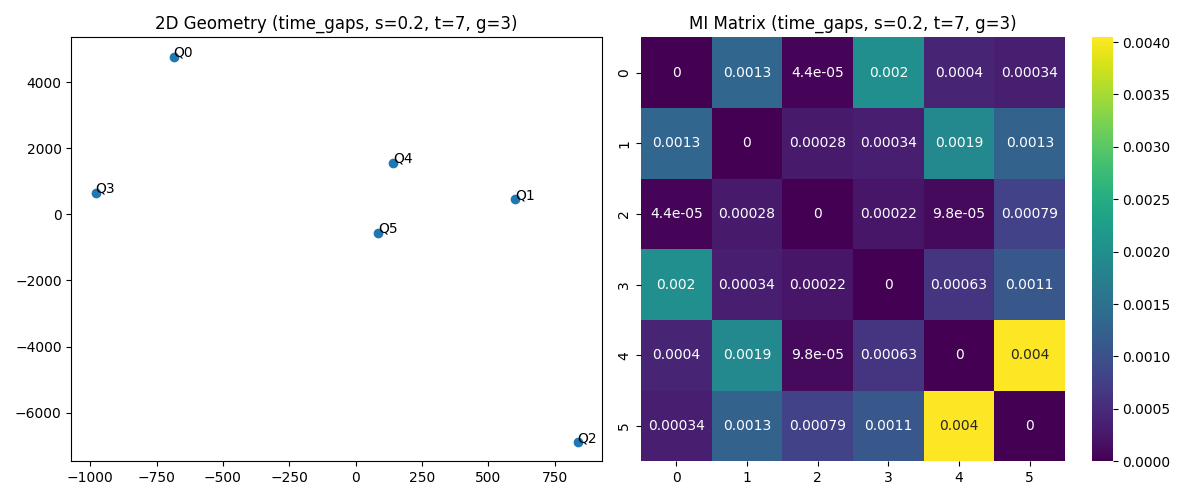 2D Geometry (time_gaps, s=0.2, t=7, g=3)
Q0
Q4
Q3
Q1
Q5
Q2
4000
2000
0
−2000
−4000
−6000
−1000 −750 −500 −250 0 250 500 750
MI Matrix (time_gaps, s=0.2, t=7, g=3)
0 0 0.0013 4.4e-05 0.002 0.0004 0.00034
1 0.0013 0 0.00028 0.00034 0.0019 0.0013
2 4.4e-05 0.00028 0 0.00022 9.8e-05 0.00079
3 0.002 0.00034 0.00022 0 0.00063 0.0011
4 0.0004 0.0019 9.8e-05 0.00063 0 0.004
5 0.00034 0.0013 0.00079 0.0011 0.004 0
0 1 2 3 4 5
0.0040
0.0035
0.0030
0.0025
0.0020
0.0015
0.0010
0.0005
0.0000